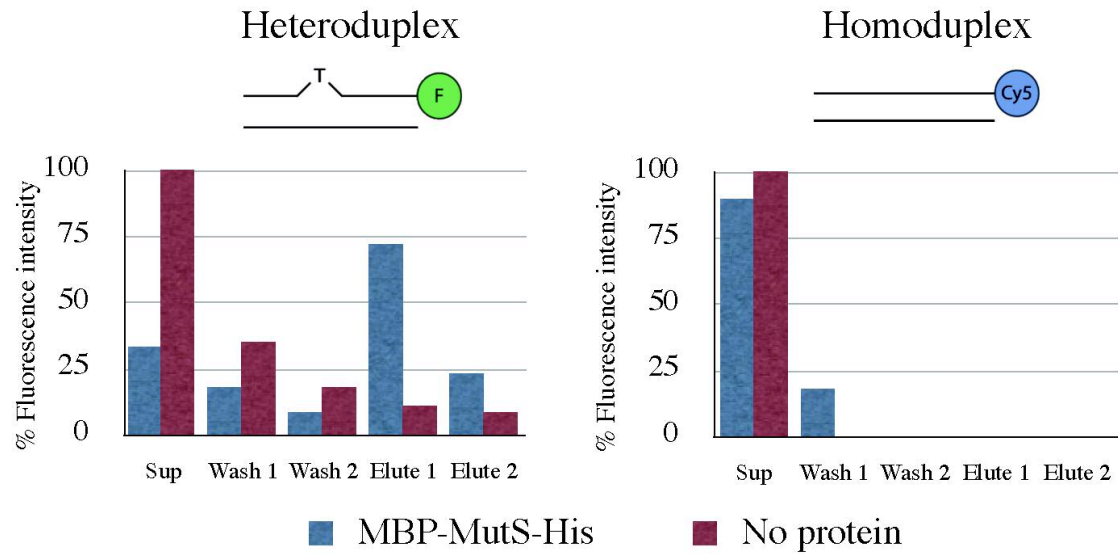 Heteroduplex
T
F
% Fluorescence intensity
100
75
50
25
0
Sup Wash 1 Wash 2 Elute 1 Elute 2
Homoduplex
Cy5
% Fluorescence intensity
100
75
50
25
0
Sup Wash 1 Wash 2 Elute 1 Elute 2
MBP-MutS-His No protein